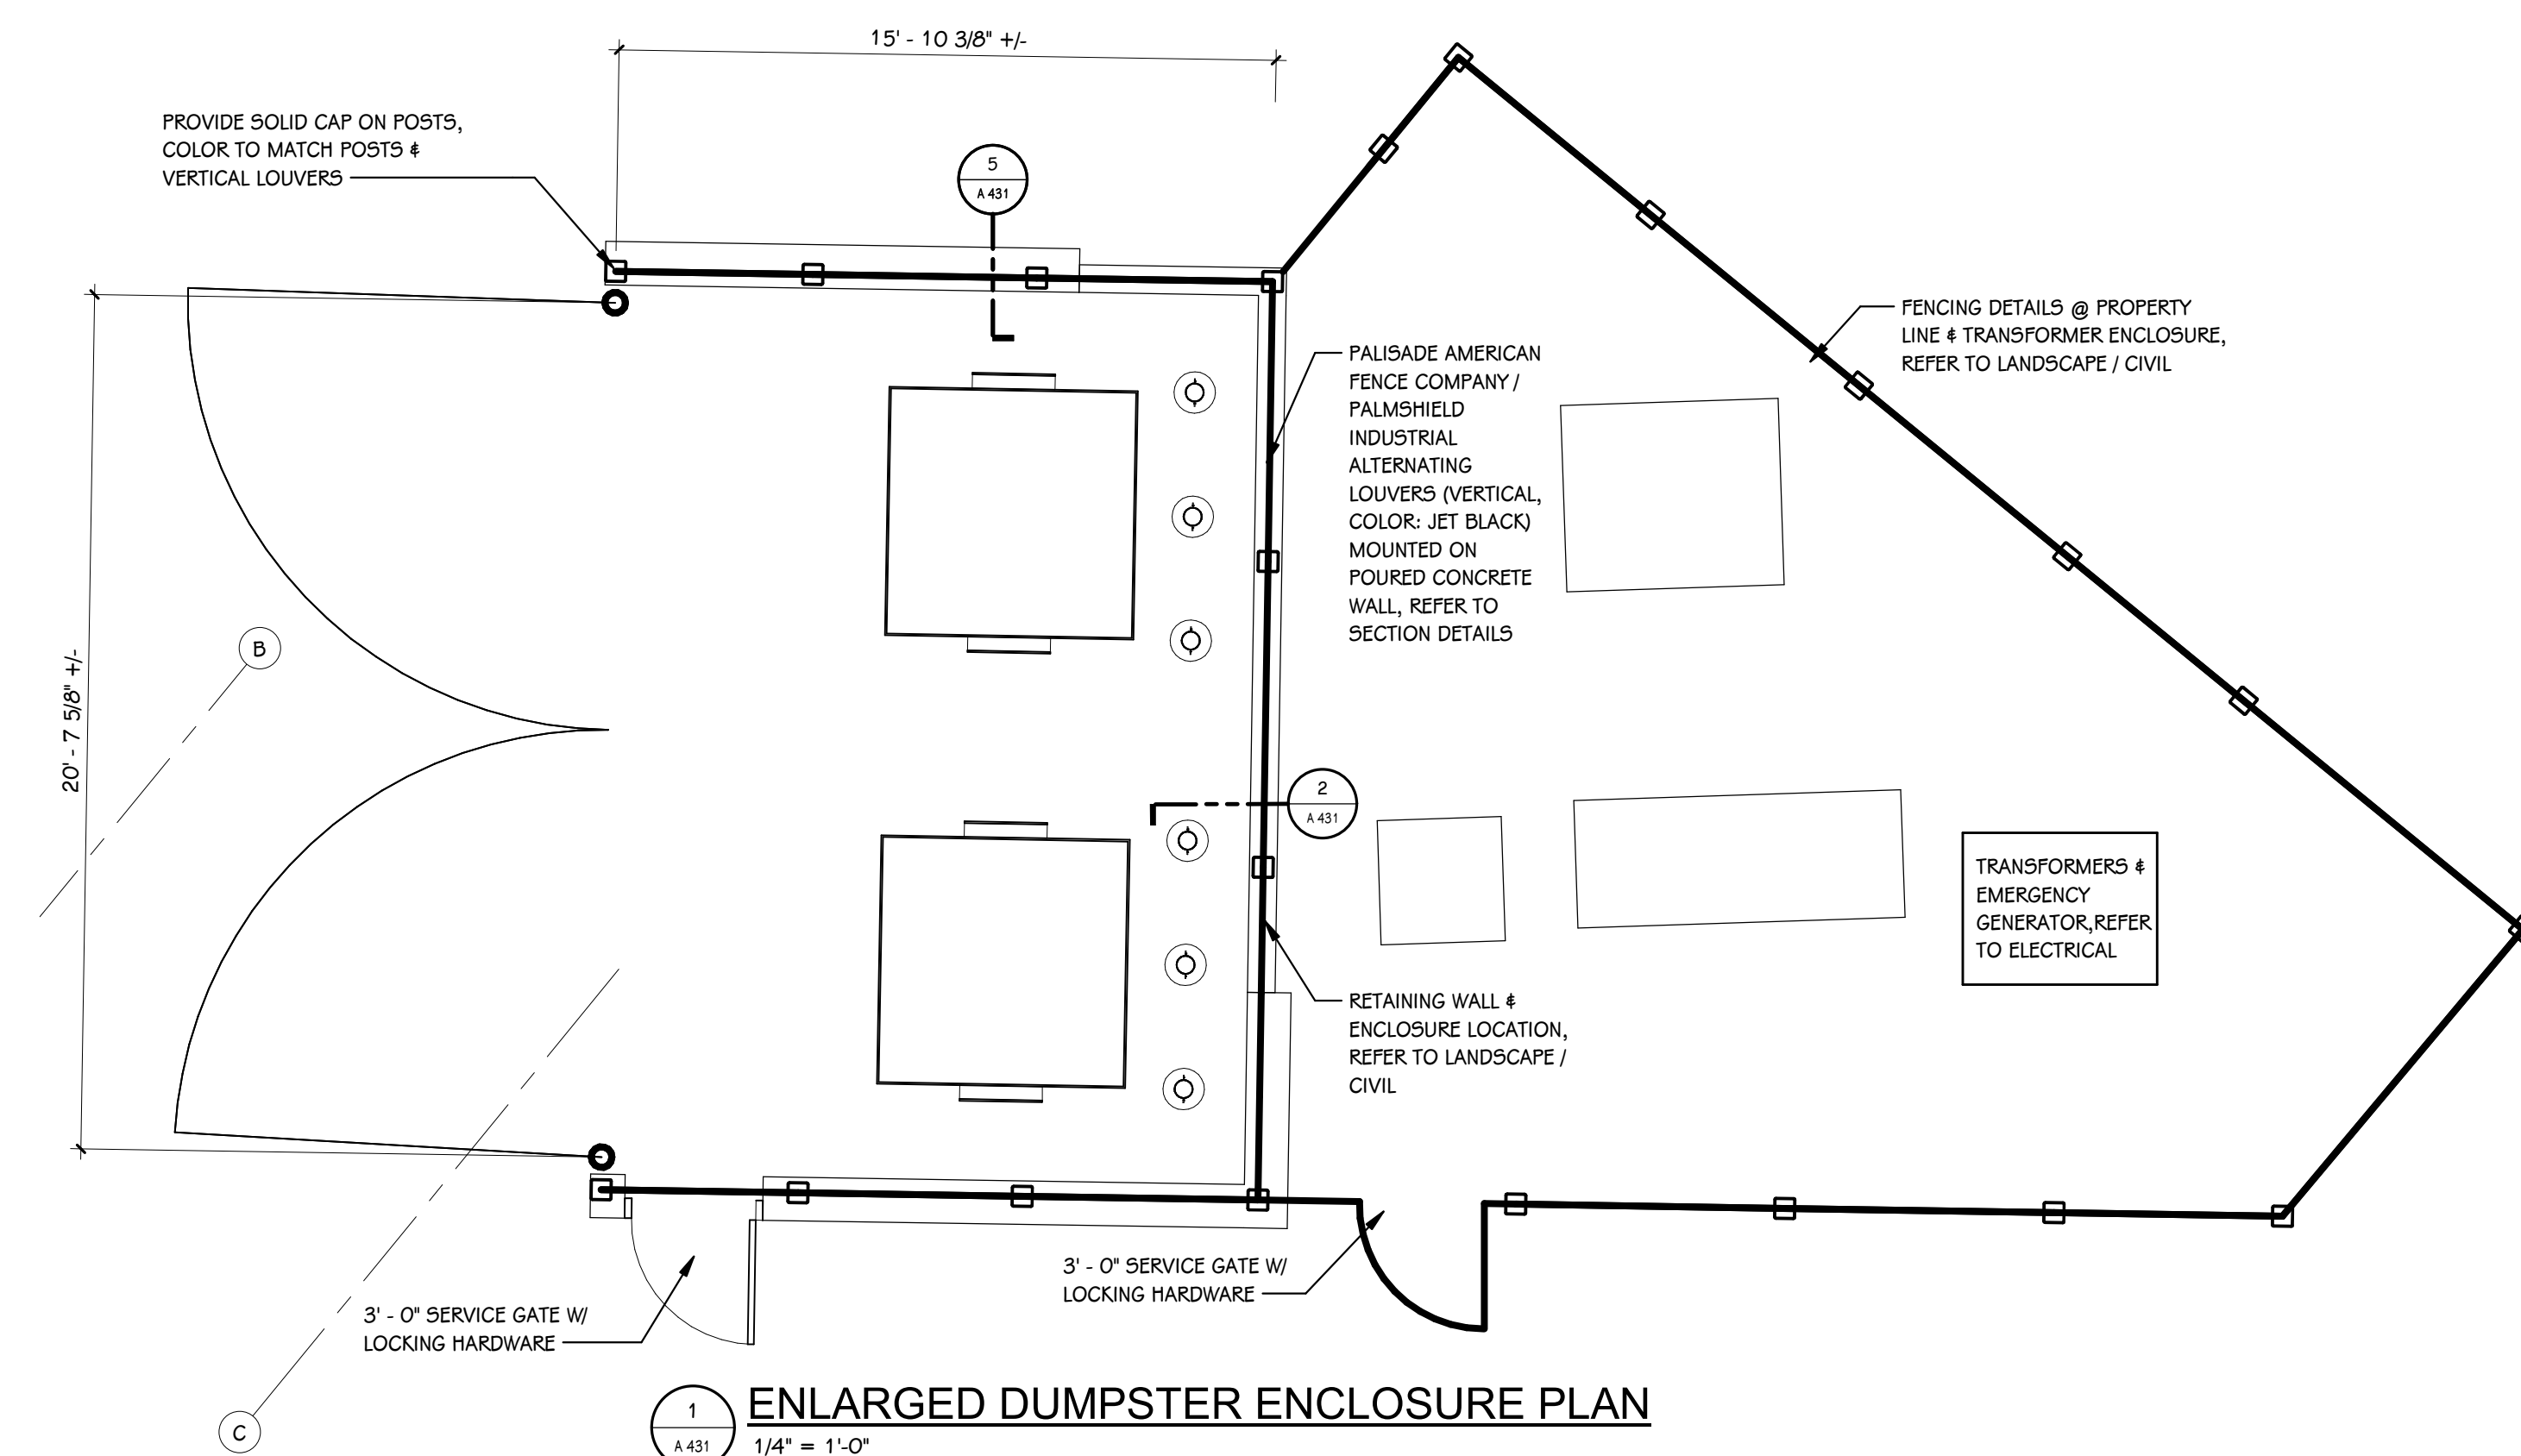 15' - 10 3/8" +/-
PROVIDE SOLID CAP ON POSTS,
COLOR TO MATCH POSTS &
VERTICAL LOUVERS
5
A 431
FENCING DETAILS @ PROPERTY
LINE & TRANSFORMER ENCLOSURE,
REFER TO LANDSCAPE / CIVIL
PALISADE AMERICAN
FENCE COMPANY /
PALMSHIELD
INDUSTRIAL
ALTERNATING
LOUVERS (VERTICAL,
COLOR: JET BLACK)
MOUNTED ON
POURED CONCRETE
WALL, REFER TO
SECTION DETAILS
B
20' - 7 5/8" +/-
2
A 431
TRANSFORMERS &
EMERGENCY
GENERATOR,REFER
TO ELECTRICAL
RETAINING WALL &
ENCLOSURE LOCATION,
REFER TO LANDSCAPE /
CIVIL
3' - 0" SERVICE GATE W/
LOCKING HARDWARE
3' - 0" SERVICE GATE W/
LOCKING HARDWARE
C
1
A 431
ENLARGED DUMPSTER ENCLOSURE PLAN
1/4" = 1'-0"